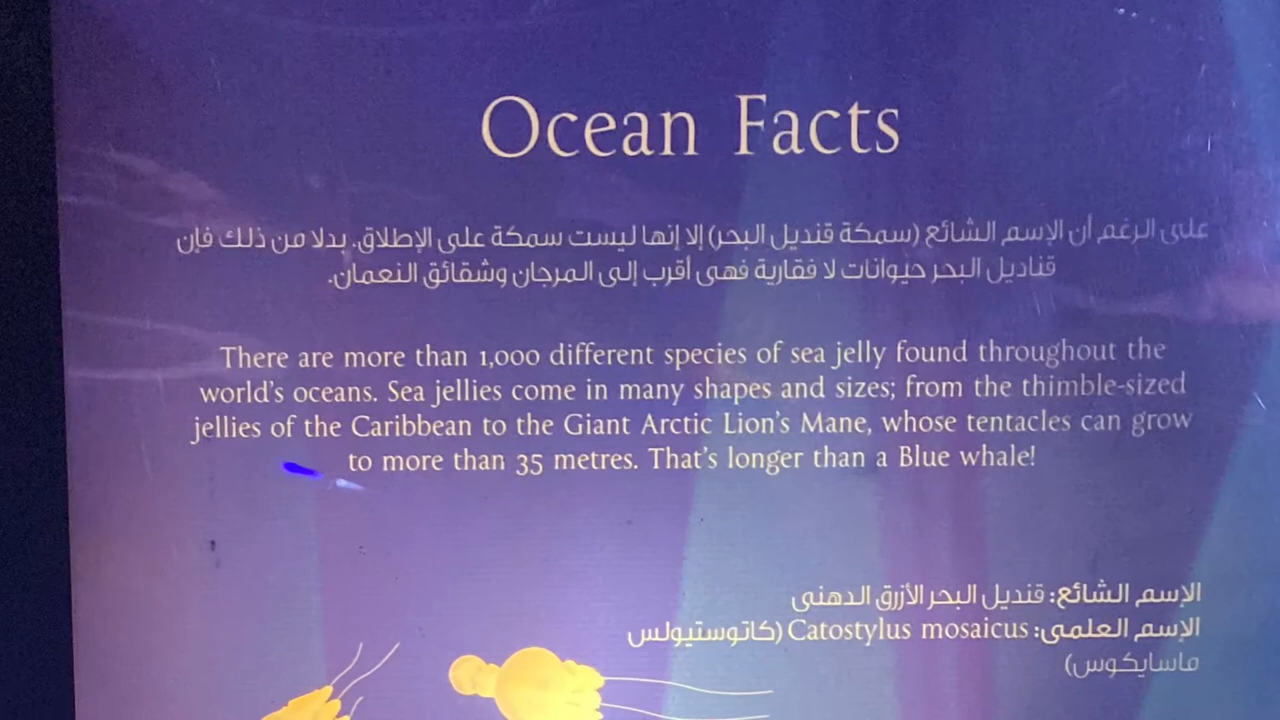 Ocean Facts
على الرغم أن الإسم الشائع (سمكة قنديل البحر) إلا إنها ليست سمكة على الإطلاق. بدلا من ذلك فإن
قناديل البحر حيوانات لا فقارية فهي أقرب إلى المرجان وشقائق النعمان.
There are more than 1,000 different species of sea jelly found throughout the
world's oceans. Sea jellies come in many shapes and sizes; from the thimble-sized
jellies of the Caribbean to the Giant Arctic Lion's Mane, whose tentacles can grow
to more than 35 metres. That's longer than a Blue whale!
الإسم الشائع: قنديل البحر الأزرق الدهني
الإسم العلمي: Catostylus mosaicus (كاتوستيولس
ماسايكوس)